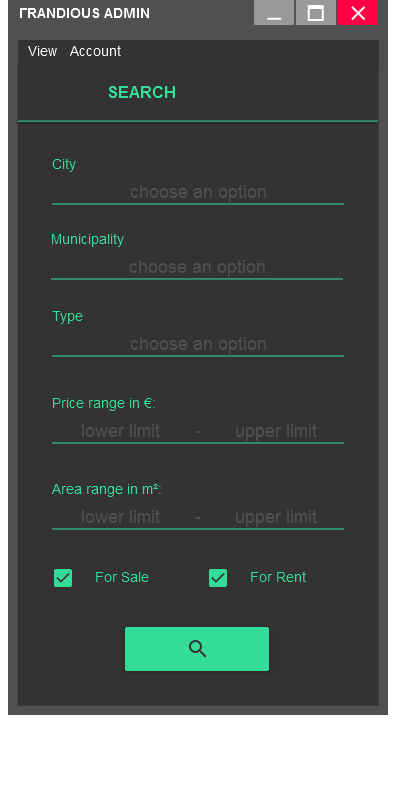 FRANDIOUS ADMIN
View Account
SEARCH
City
choose an option
Municipality
choose an option
Type
choose an option
Price range in €:
lower limit - upper limit
Area range in m²:
lower limit - upper limit
For Sale For Rent